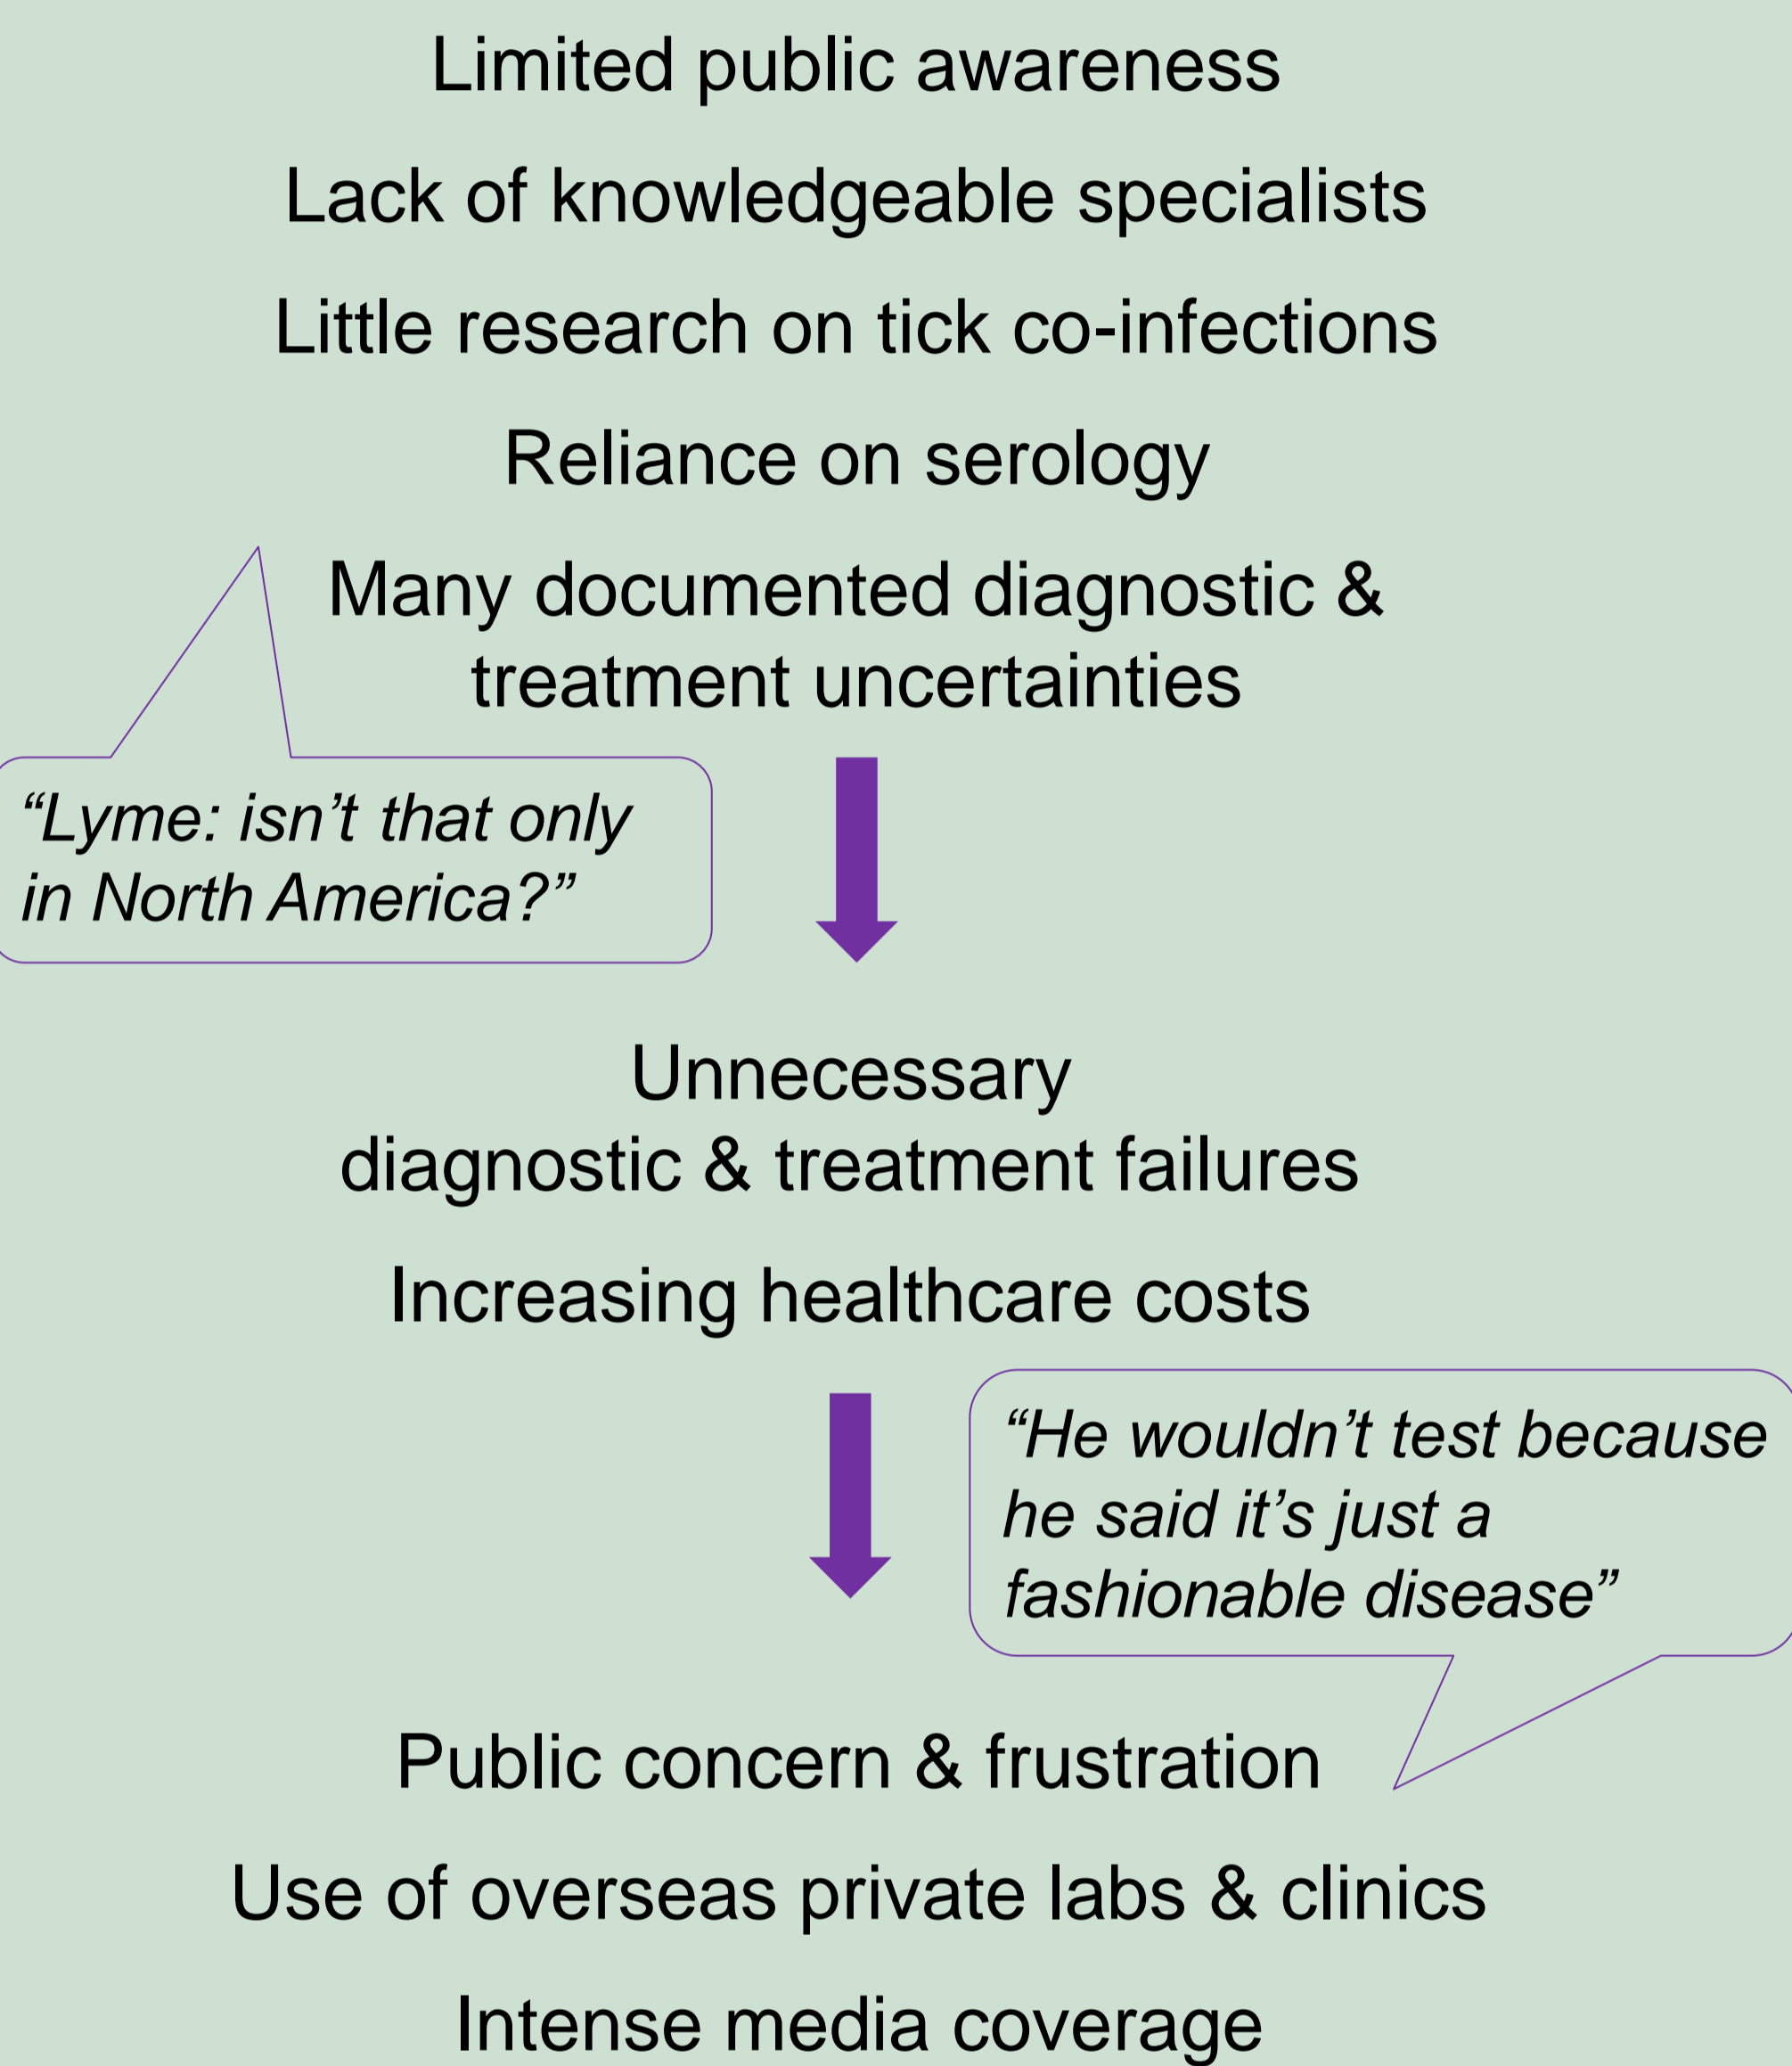 Limited public awareness
Lack of knowledgeable specialists
Little research on tick co-infections
Reliance on serology
Many documented diagnostic &
treatment uncertainties
“Lyme: isn’t that only
in North America?”
Unnecessary
diagnostic & treatment failures
Increasing healthcare costs
“He wouldn’t test because
he said it’s just a
fashionable disease”
Public concern & frustration
Use of overseas private labs & clinics
Intense media coverage